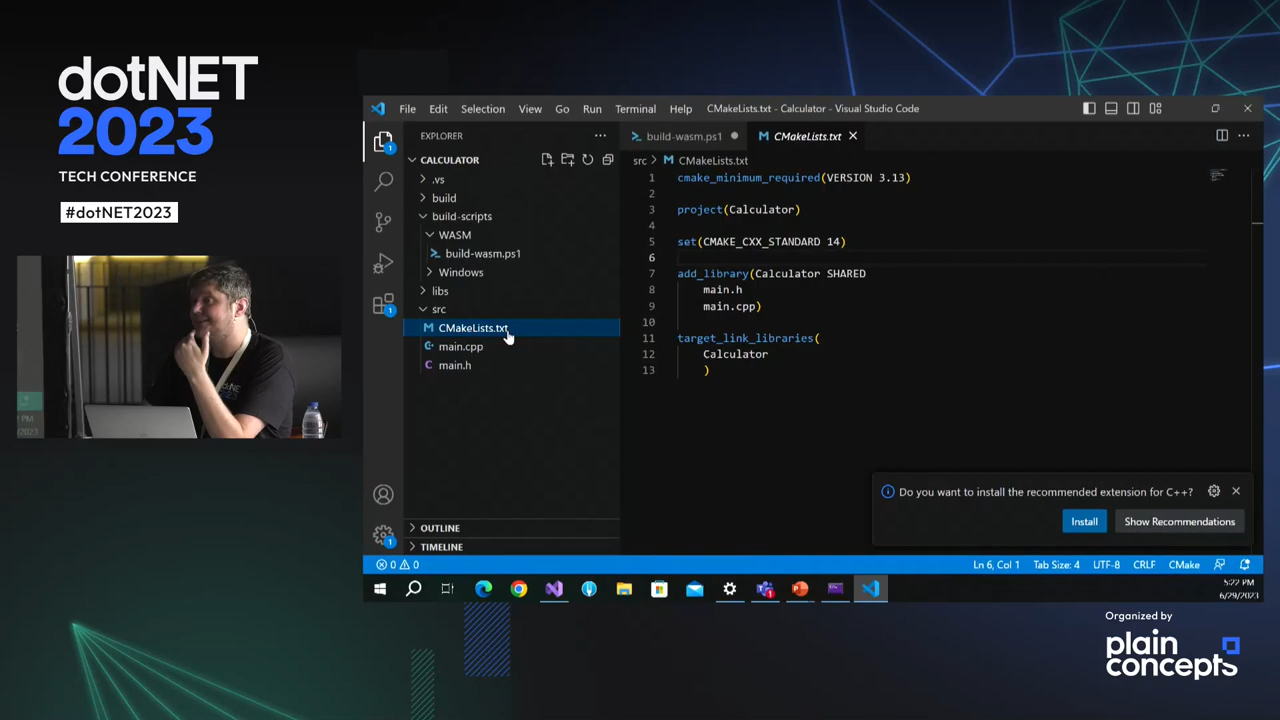 dotNET
2023
TECH CONFERENCE
#dotNET2023
File Edit Selection View Go Run Terminal Help CMakeLists.txt - Calculator - Visual Studio Code
EXPLORER
build-wasm.ps1
CMakeLists.txt
CALCULATOR
.vs
build
build-scripts
WASM
build-wasm.ps1
Windows
libs
src
CMakeLists.txt
main.cpp
main.h
OUTLINE
TIMELINE
src > CMakeLists.txt
1 cmake_minimum_required(VERSION 3.13)
2
3 project(Calculator)
4
5 set(CMAKE_CXX_STANDARD 14)
6
7 add_library(Calculator SHARED
8 main.h
9 main.cpp)
10
11 target_link_libraries(
12 Calculator
13 )
Do you want to install the recommended extension for C++?
Install Show Recommendations
0 0 Ln 6, Col 1 Tab Size: 4 UTF-8 CRLF CMake
5:22 PM
6/29/2023
Organized by
plain
concepts